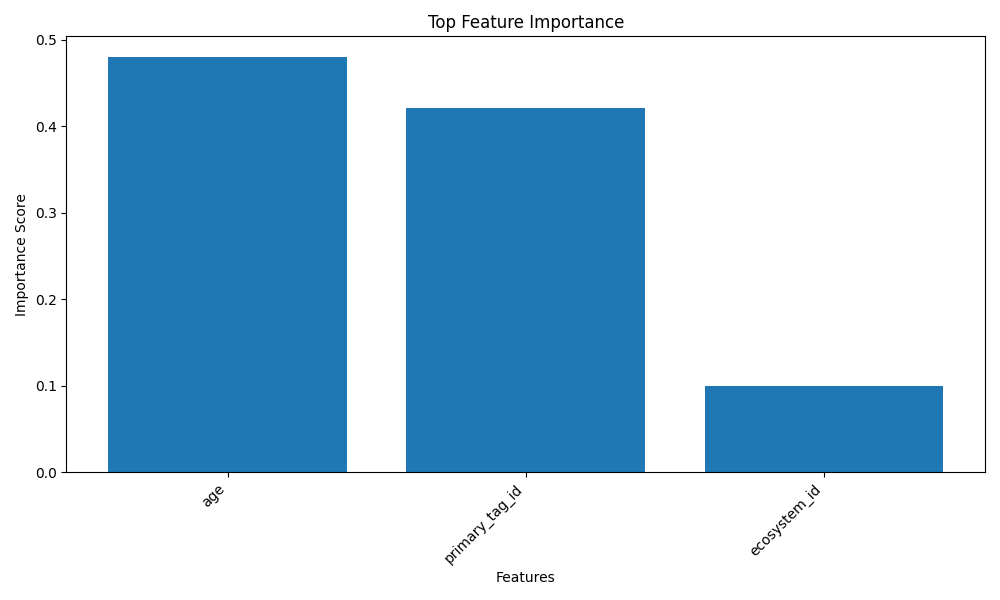 Top Feature Importance
Importance Score
0.5
0.4
0.3
0.2
0.1
0.0
age
primary_tag_id
ecosystem_id
Features